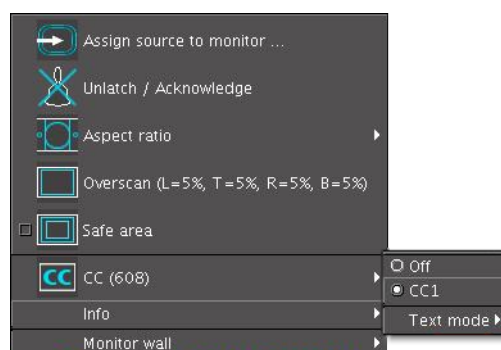 Assign source to monitor ...
Unlatch / Acknowledge
Aspect ratio
Overscan (L=5%, T=5%, R=5%, B=5%)
Safe area
CC CC (608)
Off
CC1
Info
Text mode
Monitor wall